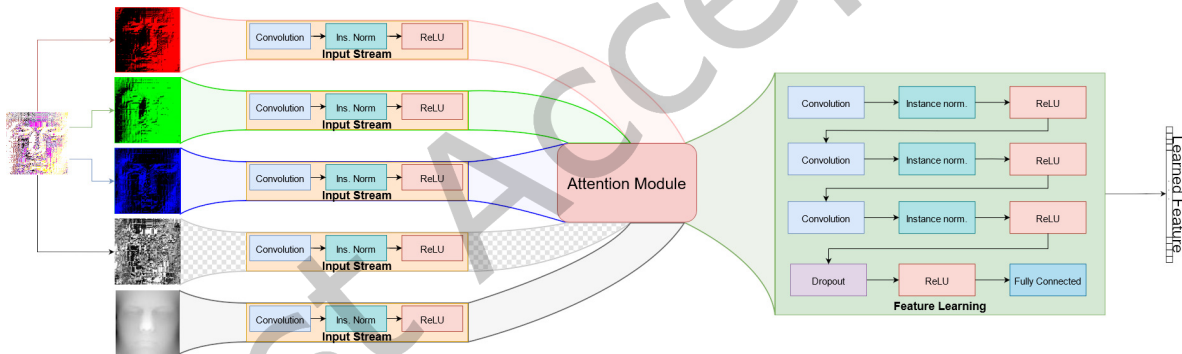 Convolution Ins. Norm ReLU
Input Stream
Convolution Ins. Norm ReLU
Input Stream
Convolution Ins. Norm ReLU
Input Stream
Convolution Ins. Norm ReLU
Input Stream
Convolution Ins. Norm ReLU
Input Stream
Attention Module
Convolution Instance norm. ReLU
Convolution Instance norm. ReLU
Convolution Instance norm. ReLU
Dropout ReLU Fully Connected
Feature Learning
Learned Feature
st Accep